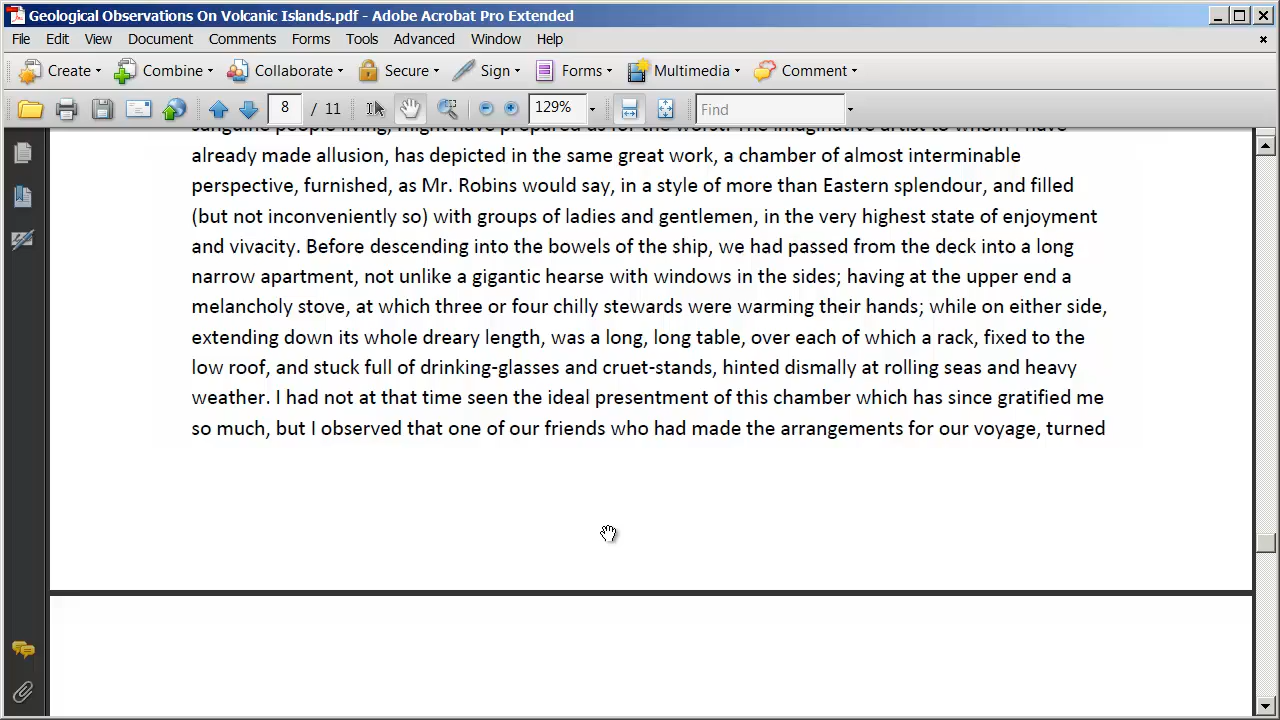 Geological Observations On Volcanic Islands.pdf - Adobe Acrobat Pro Extended
File Edit View Document Comments Forms Tools Advanced Window Help
Create Combine Collaborate Secure Sign Forms Multimedia Comment
8 / 11 129% Find
sanguine people living, might have prepared us for the worst. The imaginative artist to whom I have
already made allusion, has depicted in the same great work, a chamber of almost interminable
perspective, furnished, as Mr. Robins would say, in a style of more than Eastern splendour, and filled
(but not inconveniently so) with groups of ladies and gentlemen, in the very highest state of enjoyment
and vivacity. Before descending into the bowels of the ship, we had passed from the deck into a long
narrow apartment, not unlike a gigantic hearse with windows in the sides; having at the upper end a
melancholy stove, at which three or four chilly stewards were warming their hands; while on either side,
extending down its whole dreary length, was a long, long table, over each of which a rack, fixed to the
low roof, and stuck full of drinking-glasses and cruet-stands, hinted dismally at rolling seas and heavy
weather. I had not at that time seen the ideal presentment of this chamber which has since gratified me
so much, but I observed that one of our friends who had made the arrangements for our voyage, turned